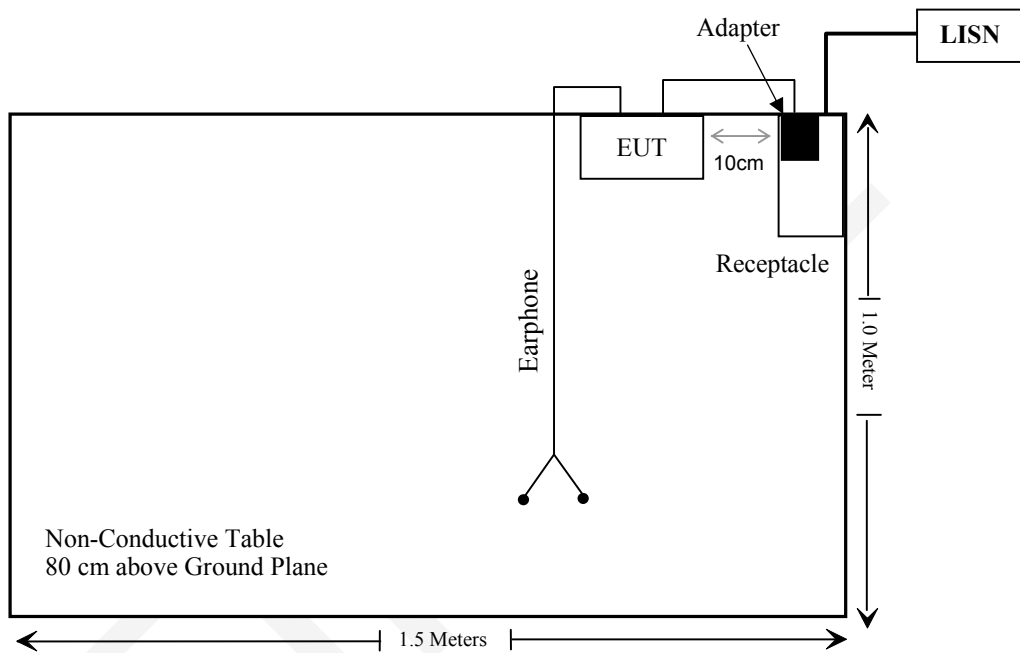 Adapter
LISN
EUT
10cm
Receptacle
Earphone
1.0 Meter
Non-Conductive Table
80 cm above Ground Plane
1.5 Meters